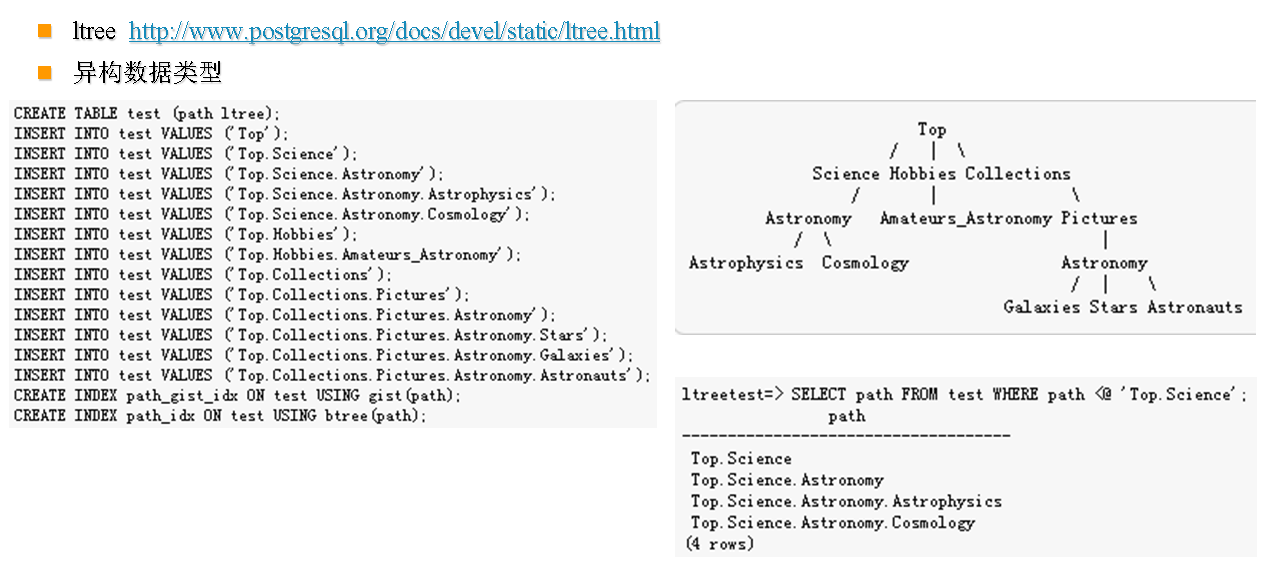 ltree http://www.postgresql.org/docs/devel/static/ltree.html
异构数据类型
CREATE TABLE test (path ltree);
INSERT INTO test VALUES ('Top');
INSERT INTO test VALUES ('Top.Science');
INSERT INTO test VALUES ('Top.Science.Astronomy');
INSERT INTO test VALUES ('Top.Science.Astronomy.Astrophysics');
INSERT INTO test VALUES ('Top.Science.Astronomy.Cosmology');
INSERT INTO test VALUES ('Top.Hobbies');
INSERT INTO test VALUES ('Top.Hobbies.Amateurs_Astronomy');
INSERT INTO test VALUES ('Top.Collections');
INSERT INTO test VALUES ('Top.Collections.Pictures');
INSERT INTO test VALUES ('Top.Collections.Pictures.Astronomy');
INSERT INTO test VALUES ('Top.Collections.Pictures.Astronomy.Stars');
INSERT INTO test VALUES ('Top.Collections.Pictures.Astronomy.Galaxies');
INSERT INTO test VALUES ('Top.Collections.Pictures.Astronomy.Astronauts');
CREATE INDEX path_gist_idx ON test USING gist(path);
CREATE INDEX path_idx ON test USING btree(path);
Top
/ | \
Science Hobbies Collections
/ | \
Astronomy Amateurs_Astronomy Pictures
/ \ |
Astrophysics Cosmology Astronomy
/ | \
Galaxies Stars Astronauts
ltreetest=> SELECT path FROM test WHERE path <@ 'Top.Science';
path
------------------------------------
Top.Science
Top.Science.Astronomy
Top.Science.Astronomy.Astrophysics
Top.Science.Astronomy.Cosmology
(4 rows)